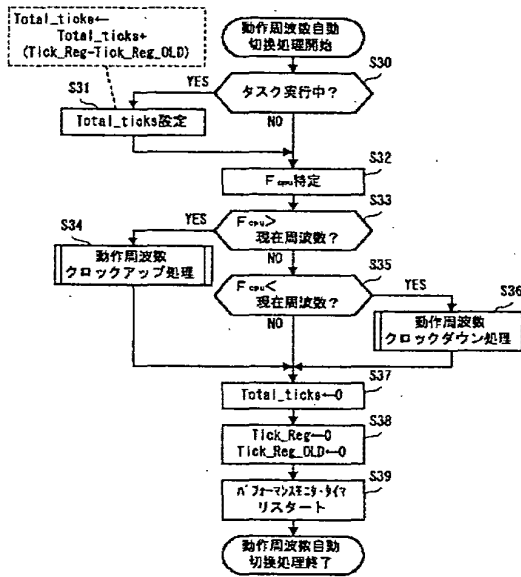 Total_ticks←
Total_ticks+
(Tick_Reg-Tick_Reg_OLD)
動作周波数自動
切換処理開始
S30
タスク実行中?
YES
NO
S31
Total_ticks設定
S32
Fcpu特定
S33
Fcpu>
現在周波数?
YES
NO
S34
動作周波数
クロックアップ処理
S35
Fcpu<
現在周波数?
YES
NO
S36
動作周波数
クロックダウン処理
S37
Total_ticks←0
S38
Tick_Reg←0
Tick_Reg_OLD←0
S39
パフォーマンスモニタ・タイマ
リスタート
動作周波数自動
切換処理終了